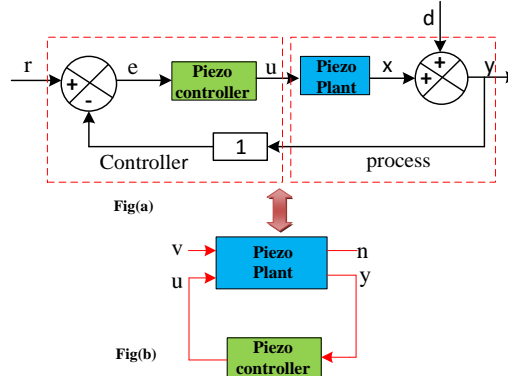 d
r
e
Piezo
controller
u
Piezo
Plant
x
y
+
+
+
-
1
Controller
process
Fig(a)
v
Piezo
Plant
n
u
y
Fig(b)
Piezo
controller